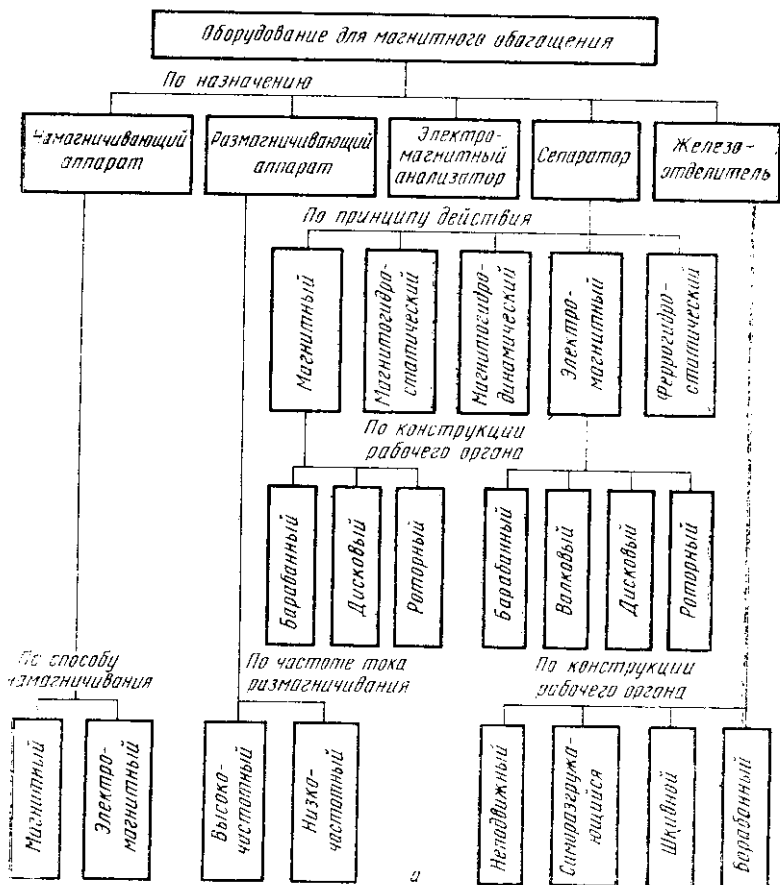 Оборудование для магнитного обагащения
По назначению
Намагничивающий
аппарат
Размагничивающий
аппарат
Электро-
магнитный
анализатор
Сепаратор
Железо-
отделитель
По принципу действия
Магнитный
Магнитогидро-
статический
Магнитогидро-
динамический
Электро-
магнитный
Феррогидро-
статический
По конструкции
рабочего органа
Барабанный
Дисковый
Роторный
Барабанный
Валковый
Дисковый
Роторный
По способу
намагничивания
По частоте тока
размагничивания
По конструкции
рабочего органа
Магнитный
Электро-
магнитный
Высоко-
частотный
Низко-
частотный
Неподвижный
Симиразгружа-
ющийся
Шкивной
Барабанный
а